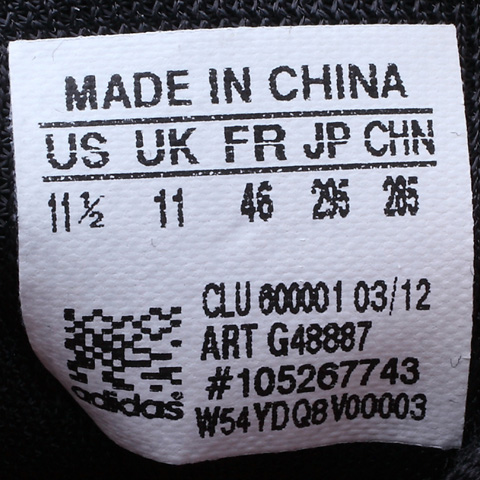 MADE IN CHINA
US UK FR JP CHN
11½ 11 46 295 285
CLU 600001 03/12
ART G48887
#105267743
adidas®
W54YDQ8V00003